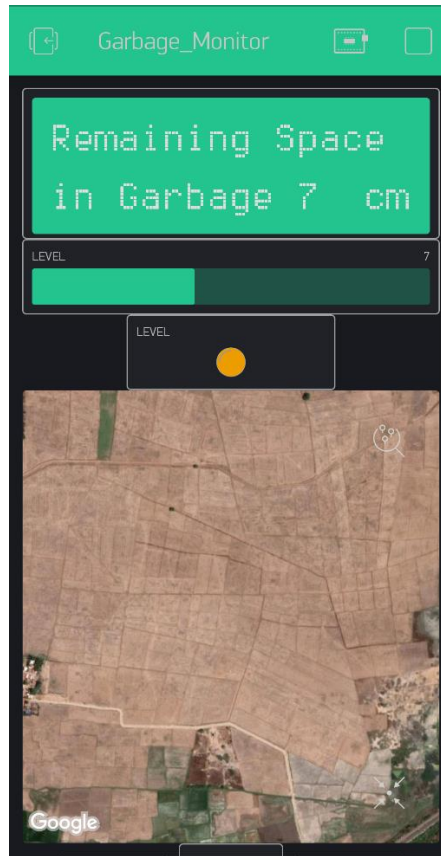 Garbage_Monitor
Remaining Space
in Garbage 7 cm
LEVEL 7
LEVEL
Google